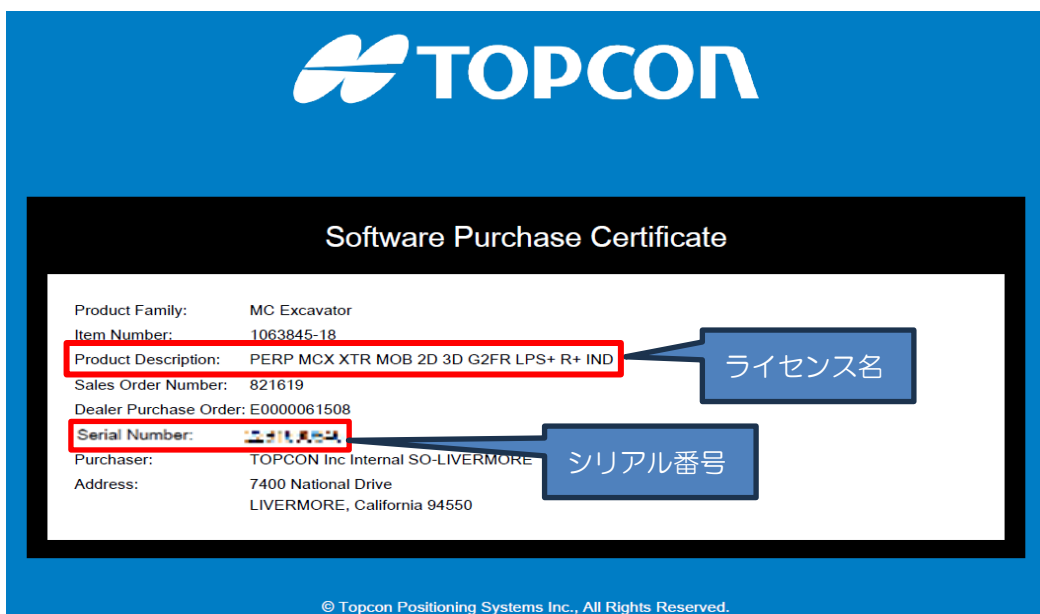 TOPCON
Software Purchase Certificate
Product Family: MC Excavator
Item Number: 1063845-18
Product Description: PERP MCX XTR MOB 2D 3D G2FR LPS+ R+ IND
ライセンス名
Sales Order Number: 821619
Dealer Purchase Order: E0000061508
Serial Number:
シリアル番号
Purchaser: TOPCON Inc Internal SO-LIVERMORE
Address: 7400 National Drive
LIVERMORE, California 94550
© Topcon Positioning Systems Inc., All Rights Reserved.